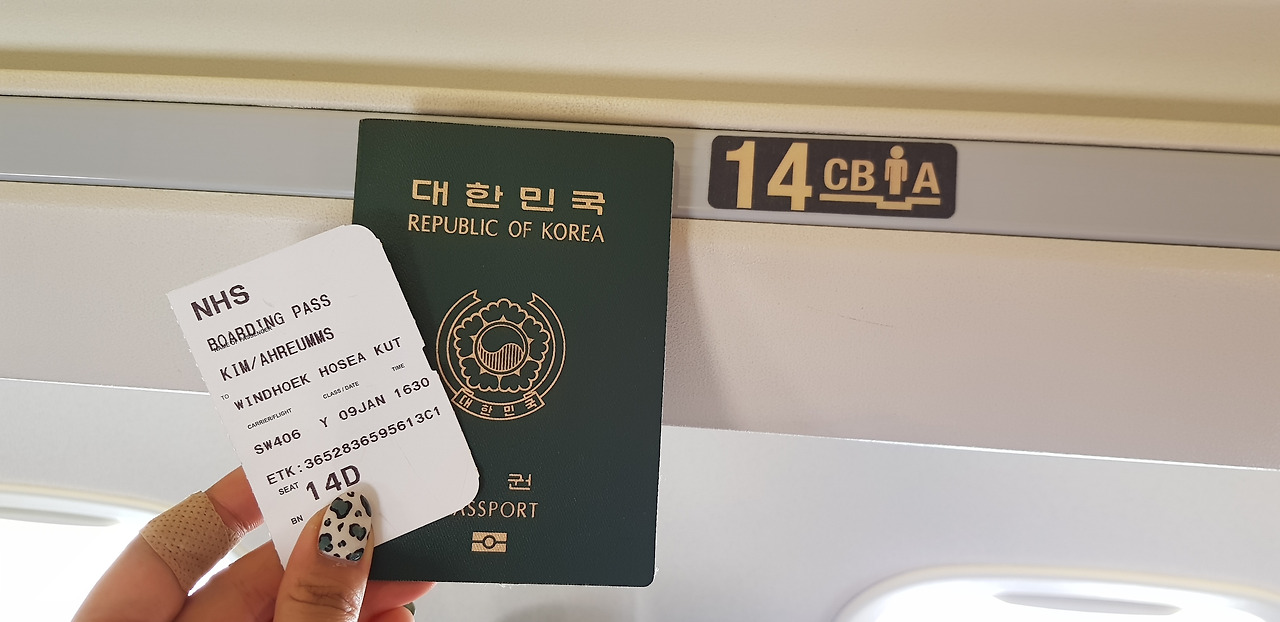 NHS
BOARDING PASS
KIM/AHREUMMS
TO WINDHOEK HOSEA KUT
CARRIER/FLIGHT CLASS/DATE TIME
SW406 Y 09JAN 1630
ETK:3652836595613C1
SEAT 14D
BN
대한민국
REPUBLIC OF KOREA
대한민국
권
ASSPORT
14 CB A